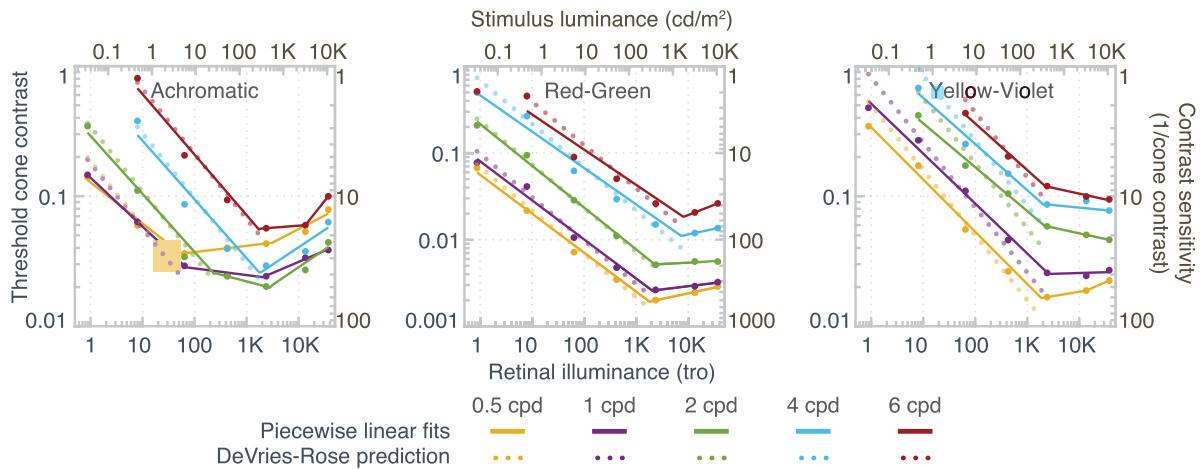 Stimulus luminance (cd/m²)
0.1 1 10 100 1K 10K
0.1 1 10 100 1K 10K
0.1 1 10 100 1K 10K
Threshold cone contrast
1
0.1
0.01
Achromatic
1
10
100
1
0.1
0.01
0.001
Red-Green
1
10
100
1000
1
0.1
0.01
Yellow-Violet
1
10
100
Contrast sensitivity
(1/cone contrast)
1 10 100 1K 10K
1 10 100 1K 10K
1 10 100 1K 10K
Retinal illuminance (tro)
0.5 cpd 1 cpd 2 cpd 4 cpd 6 cpd
Piecewise linear fits
DeVries-Rose prediction